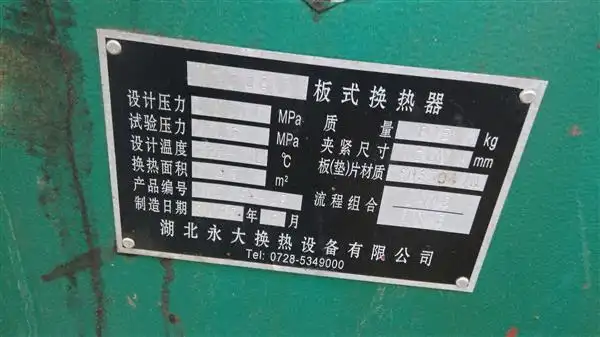 板式换热器
设计压力 MPa 质量 kg
试验压力 MPa 夹紧尺寸 mm
设计温度 ℃ 板(垫)片材质
换热面积 m²
产品编号 流程组合
制造日期 年 月
湖北永大换热设备有限公司
Tel: 0728-5349000